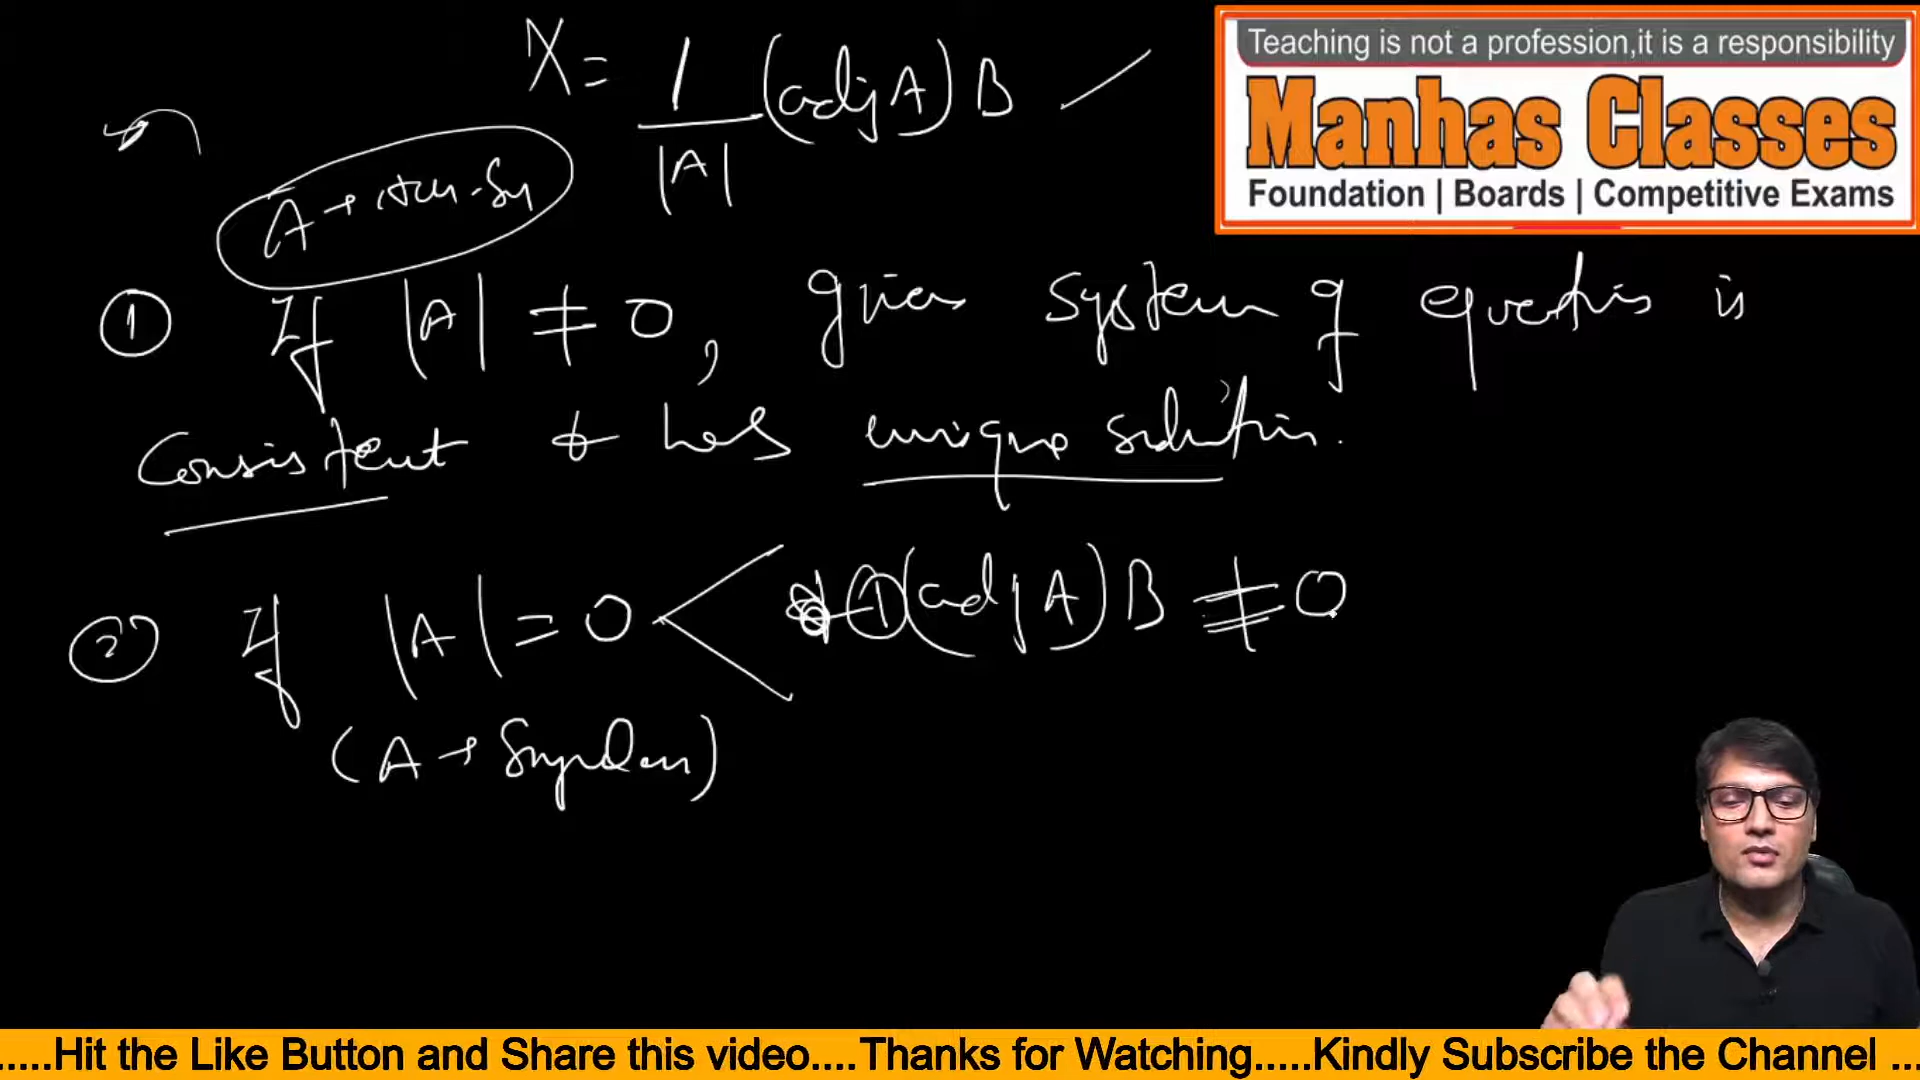 X = 1/|A| (adj A) B
Teaching is not a profession,it is a responsibility
Manhas Classes
Foundation | Boards | Competitive Exams
A → 
① If |A| ≠ 0, given system of equations is
Consistent & has unique solution.
② If |A| = 0 < ① (adj A) B ≠ 0
(A → Singular)
.....Hit the Like Button and Share this video....Thanks for Watching.....Kindly Subscribe the Channel ...